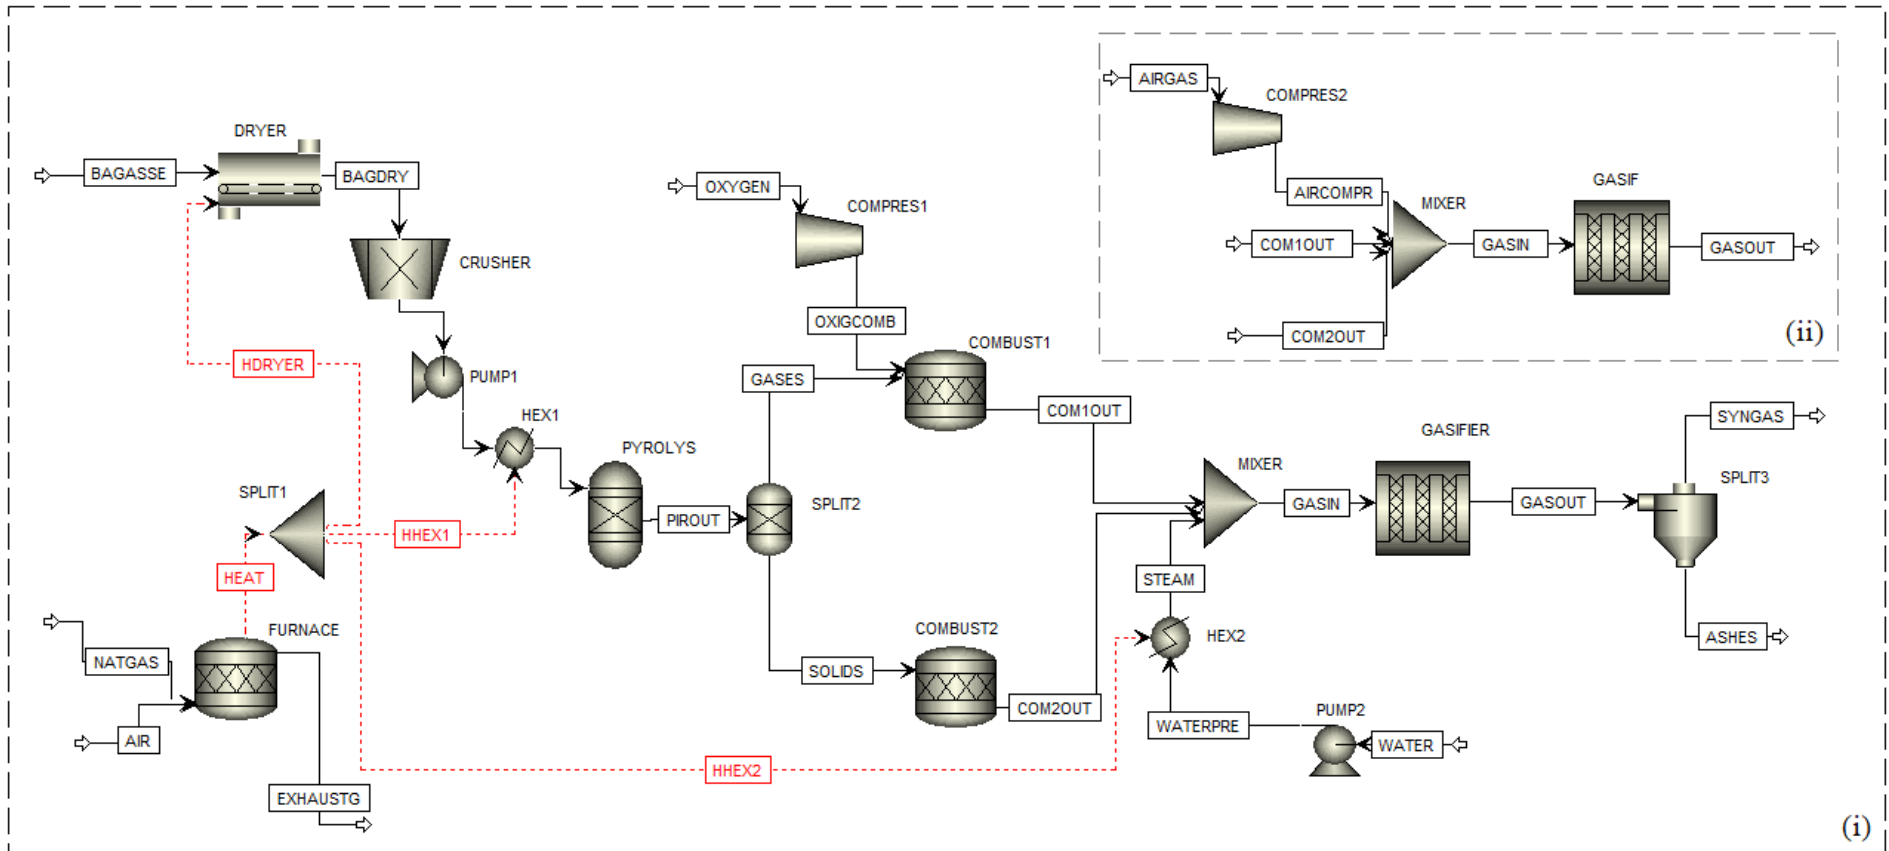 AIRGAS
COMPRES2
DRYER
BAGASSE
BAGDRY
OXYGEN
COMPRES1
AIRCOMPR
MIXER
GASIF
COM1OUT
GASIN
GASOUT
CRUSHER
OXIGCOMB
COM2OUT
(ii)
HDRYER
PUMP1
GASES
COMBUST1
HEX1
COM1OUT
SYNGAS
GASIFIER
PYROLYS
MIXER
SPLIT1
SPLIT2
SPLIT3
GASIN
GASOUT
HHEX1
PIROUT
HEAT
STEAM
FURNACE
COMBUST2
HEX2
ASHES
NATGAS
SOLIDS
COM2OUT
PUMP2
WATERPRE
AIR
WATER
HHEX2
EXHAUSTG
(i)